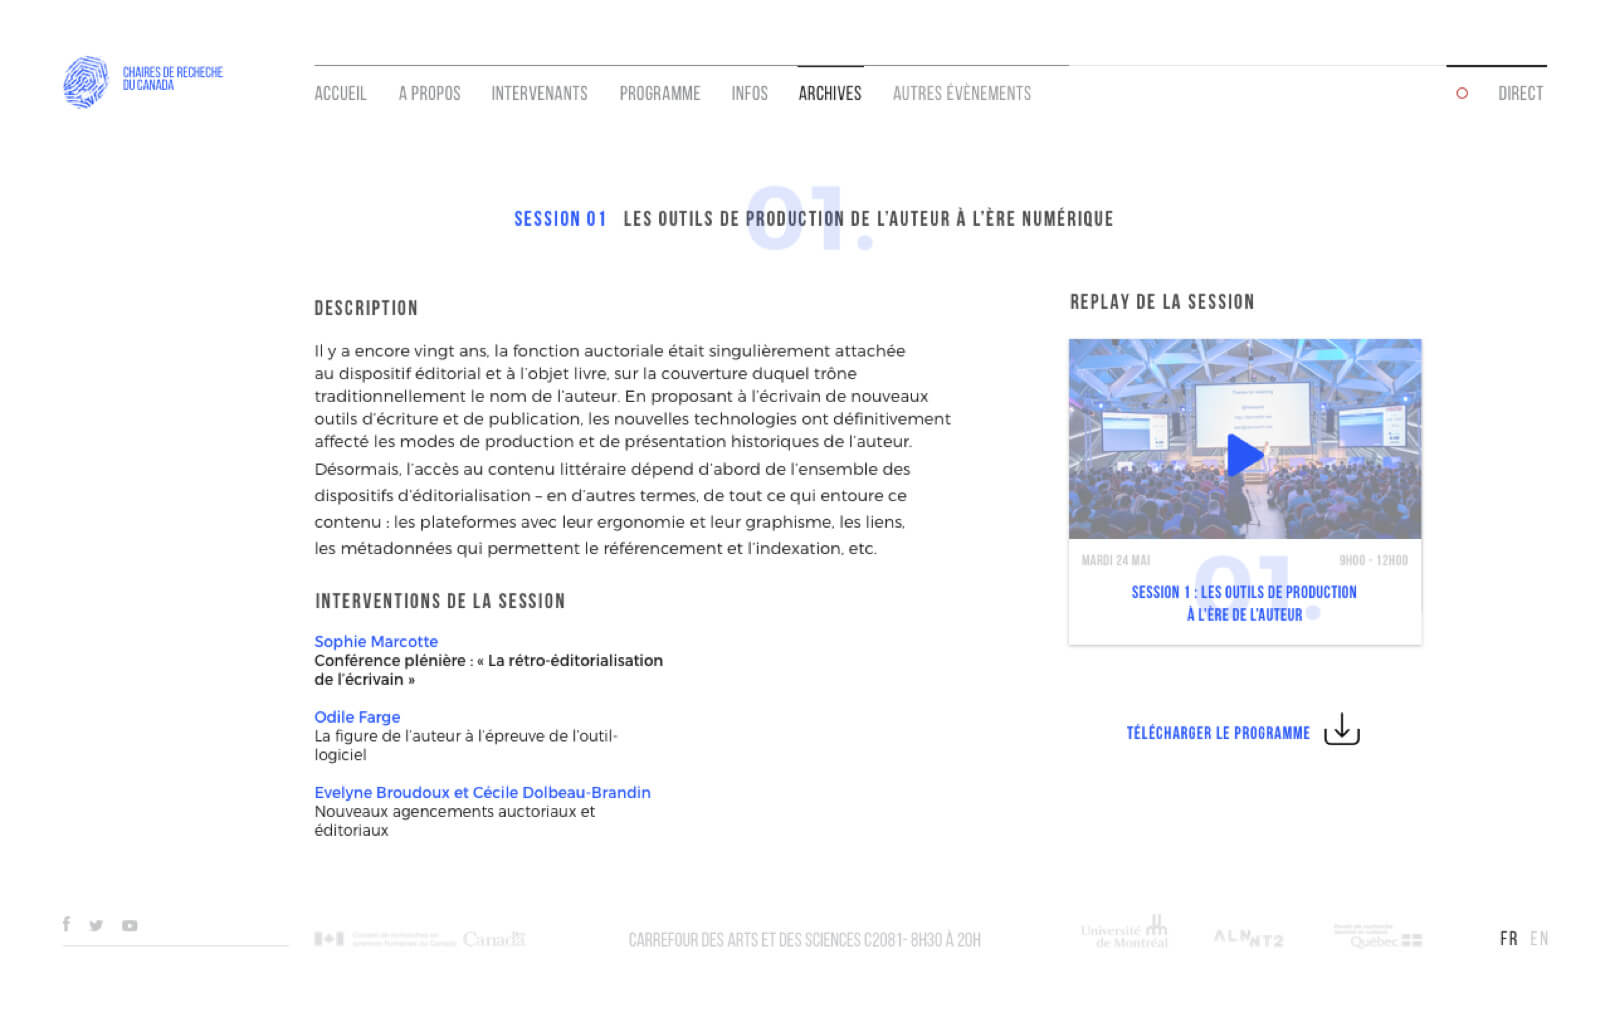 CHAIRES DE RECHECHE
DU CANADA
ACCUEIL
A PROPOS
INTERVENANTS
PROGRAMME
INFOS
ARCHIVES
AUTRES ÉVÈNEMENTS
DIRECT
01.
SESSION 01 LES OUTILS DE PRODUCTION DE L'AUTEUR À L'ÈRE NUMÉRIQUE
DESCRIPTION
Il y a encore vingt ans, la fonction auctoriale était singulièrement attachée
au dispositif éditorial et à l'objet livre, sur la couverture duquel trône
traditionnellement le nom de l'auteur. En proposant à l'écrivain de nouveaux
outils d'écriture et de publication, les nouvelles technologies ont définitivement
affecté les modes de production et de présentation historiques de l'auteur.
Désormais, l'accès au contenu littéraire dépend d'abord de l'ensemble des
dispositifs d'éditorialisation – en d'autres termes, de tout ce qui entoure ce
contenu : les plateformes avec leur ergonomie et leur graphisme, les liens,
les métadonnées qui permettent le référencement et l'indexation, etc.
INTERVENTIONS DE LA SESSION
Sophie Marcotte
Conférence plénière : « La rétro-éditorialisation
de l'écrivain »
Odile Farge
La figure de l'auteur à l'épreuve de l'outil-
logiciel
Evelyne Broudoux et Cécile Dolbeau-Brandin
Nouveaux agencements auctoriaux et
éditoriaux
REPLAY DE LA SESSION
MARDI 24 MAI
9H00 - 12H00
01.
SESSION 1 : LES OUTILS DE PRODUCTION
À L'ÈRE DE L'AUTEUR
TÉLÉCHARGER LE PROGRAMME
Canada
CARREFOUR DES ARTS ET DES SCIENCES C2081- 8H30 À 20H
Université
de Montréal
ALN
NT2
Québec
FR EN